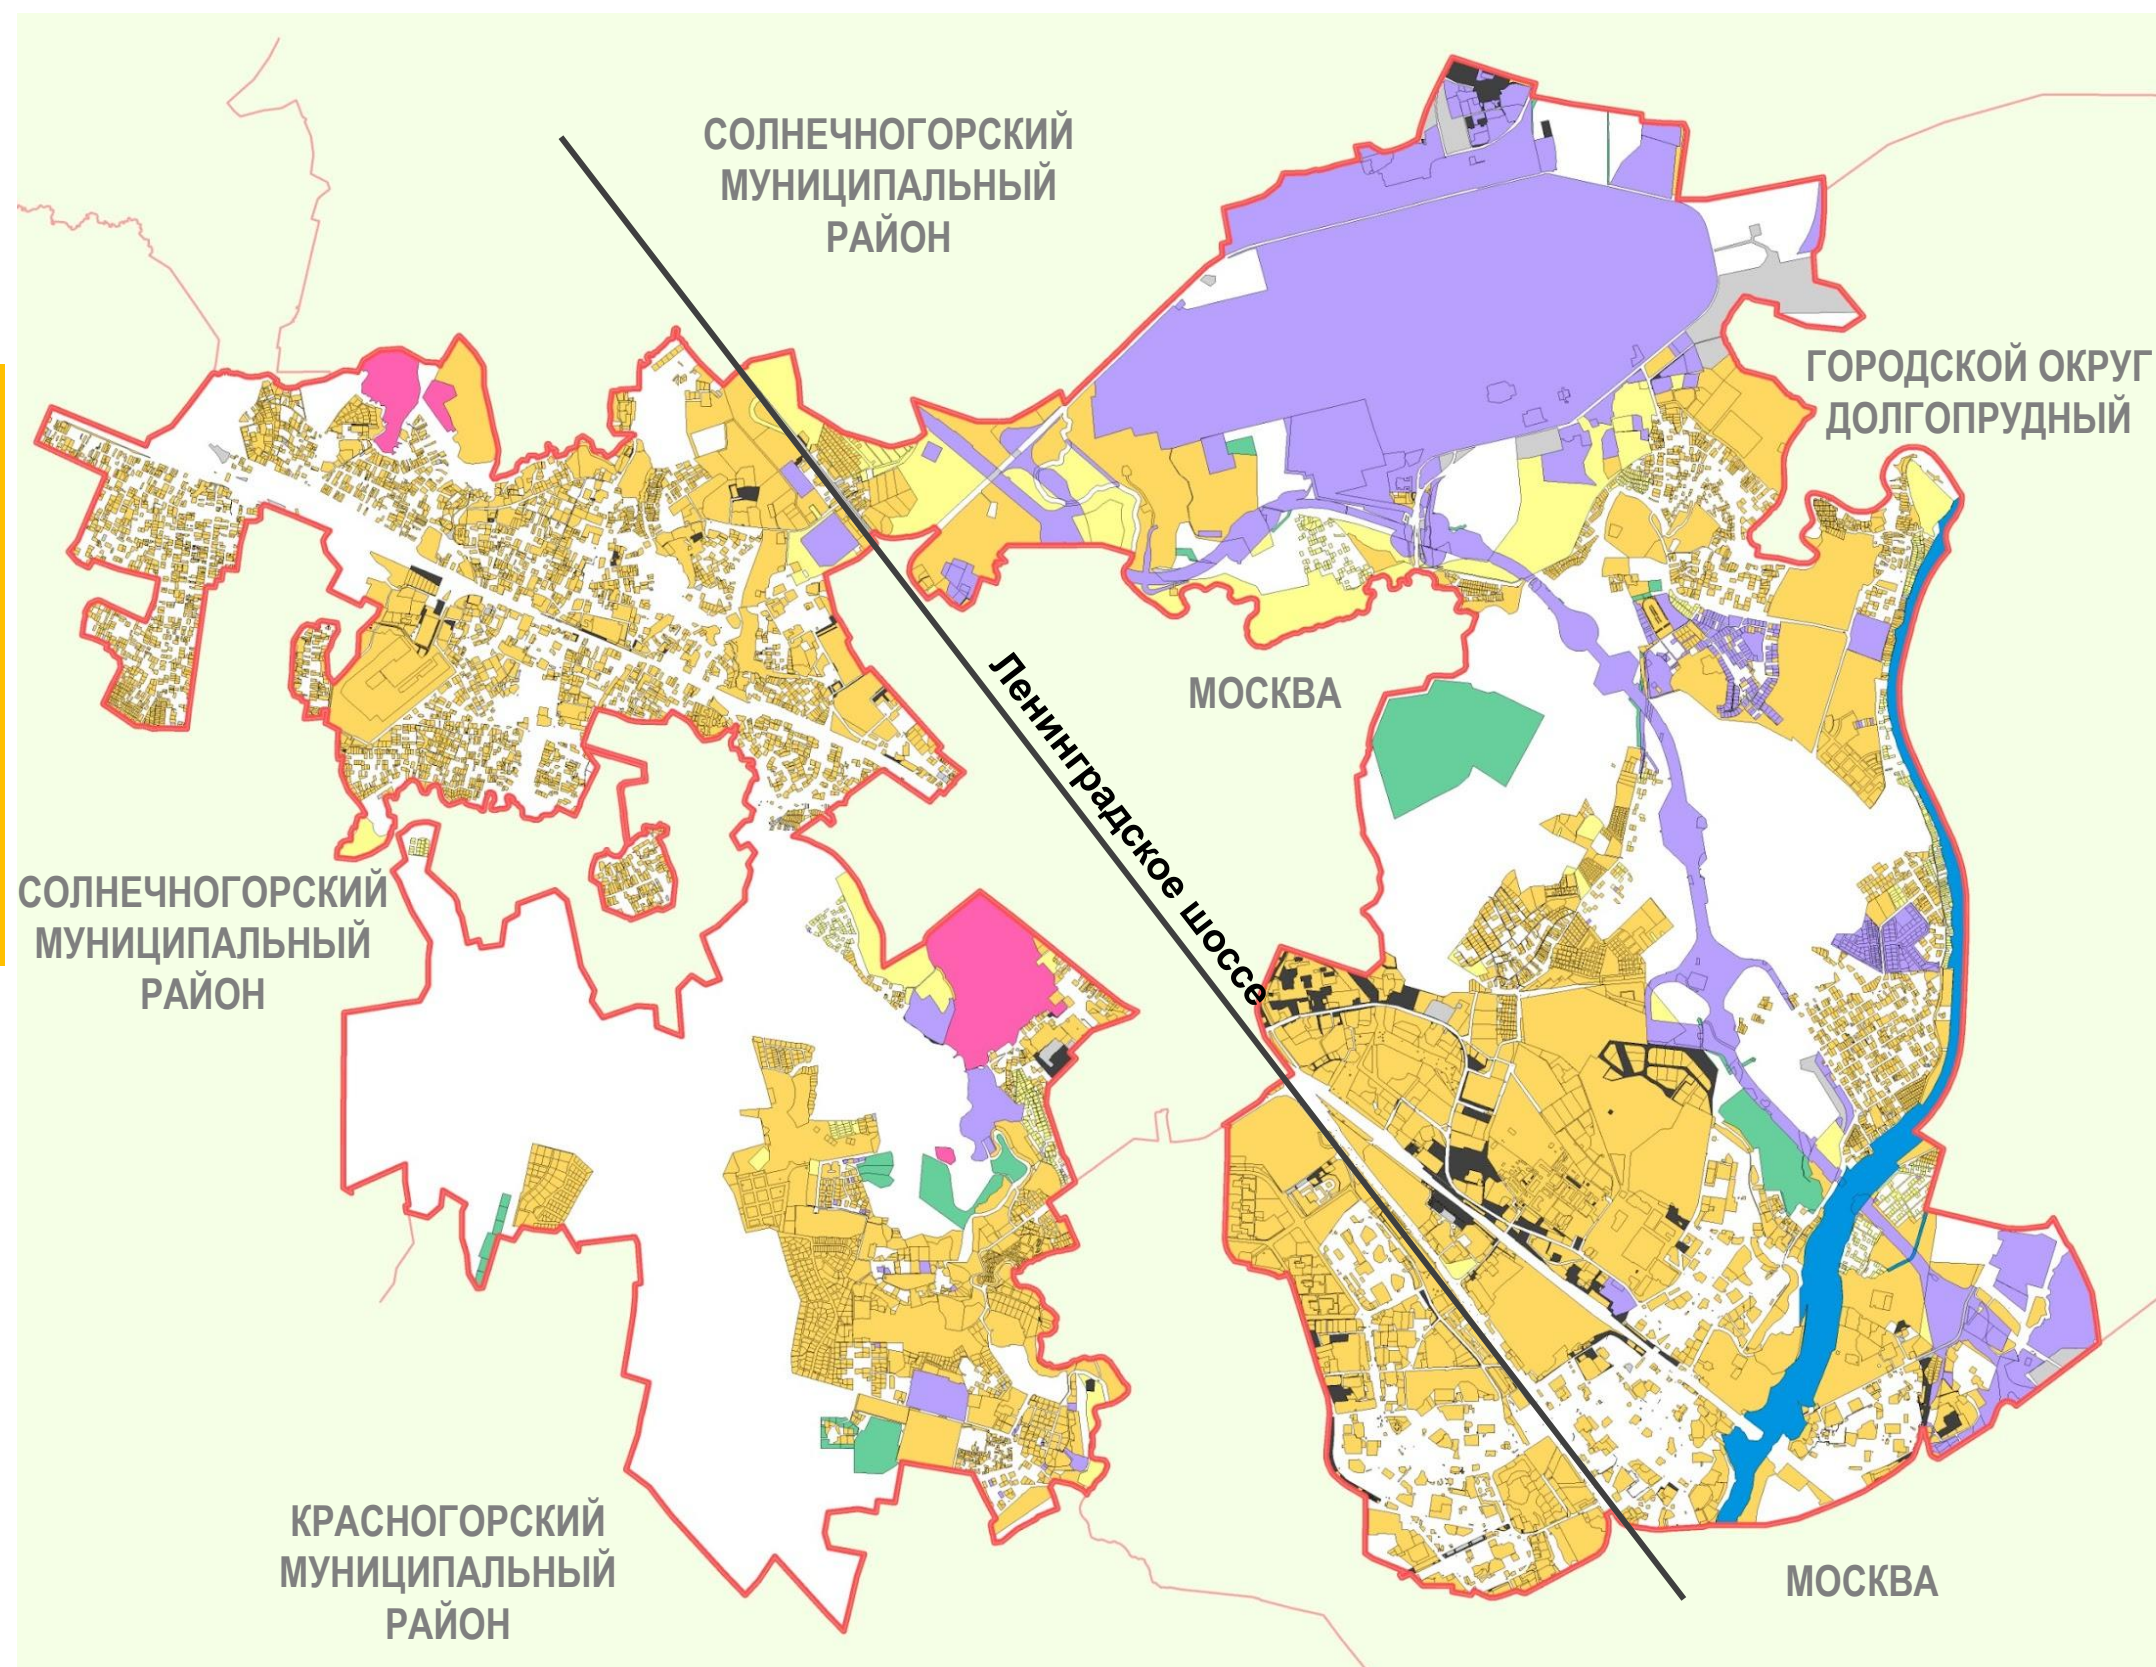 СОЛНЕЧНОГОРСКИЙ
МУНИЦИПАЛЬНЫЙ
РАЙОН
ГОРОДСКОЙ ОКРУГ
ДОЛГОПРУДНЫЙ
МОСКВА
Ленинградское шоссе
СОЛНЕЧНОГОРСКИЙ
МУНИЦИПАЛЬНЫЙ
РАЙОН
КРАСНОГОРСКИЙ
МУНИЦИПАЛЬНЫЙ
РАЙОН
МОСКВА